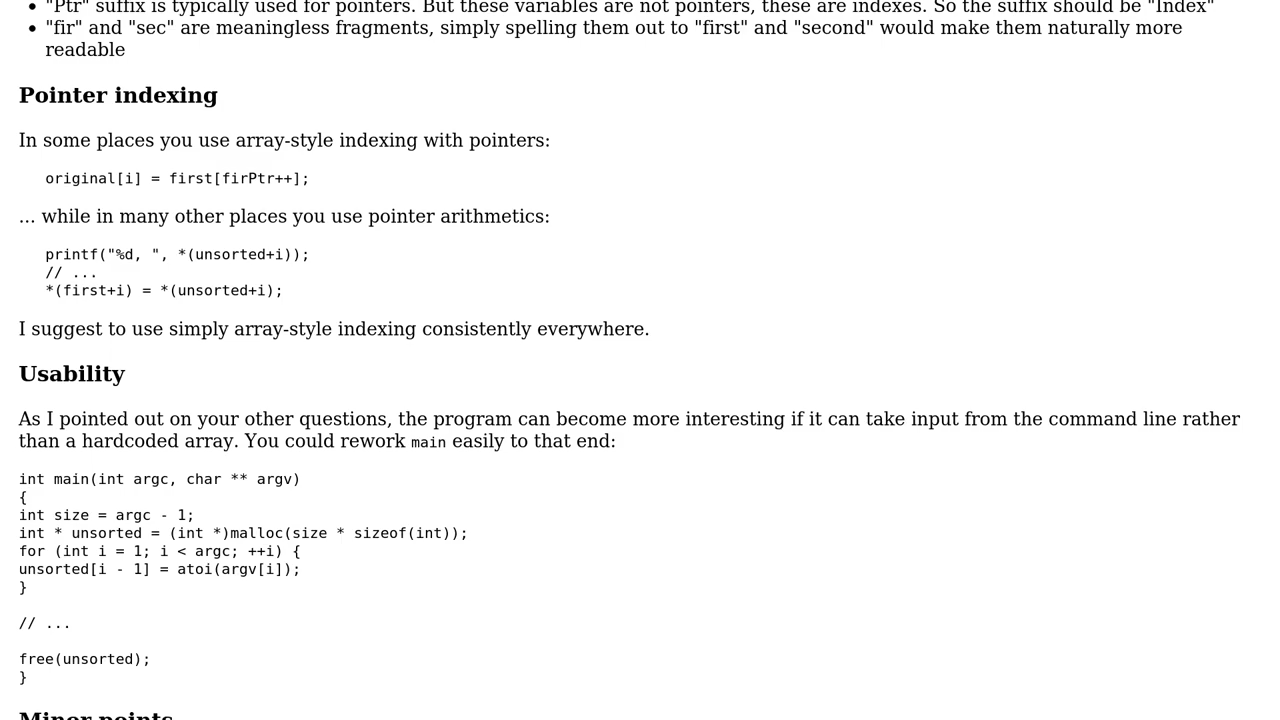 "Ptr" suffix is typically used for pointers. But these variables are not pointers, these are indexes. So the suffix should be "Index"
"fir" and "sec" are meaningless fragments, simply spelling them out to "first" and "second" would make them naturally more
readable
Pointer indexing
In some places you use array-style indexing with pointers:
original[i] = first[firPtr++];
... while in many other places you use pointer arithmetics:
printf("%d, ", *(unsorted+i));
// ...
*(first+i) = *(unsorted+i);
I suggest to use simply array-style indexing consistently everywhere.
Usability
As I pointed out on your other questions, the program can become more interesting if it can take input from the command line rather
than a hardcoded array. You could rework main easily to that end:
int main(int argc, char ** argv)
{
int size = argc - 1;
int * unsorted = (int *)malloc(size * sizeof(int));
for (int i = 1; i < argc; ++i) {
unsorted[i - 1] = atoi(argv[i]);
}
// ...
free(unsorted);
}
Minor points